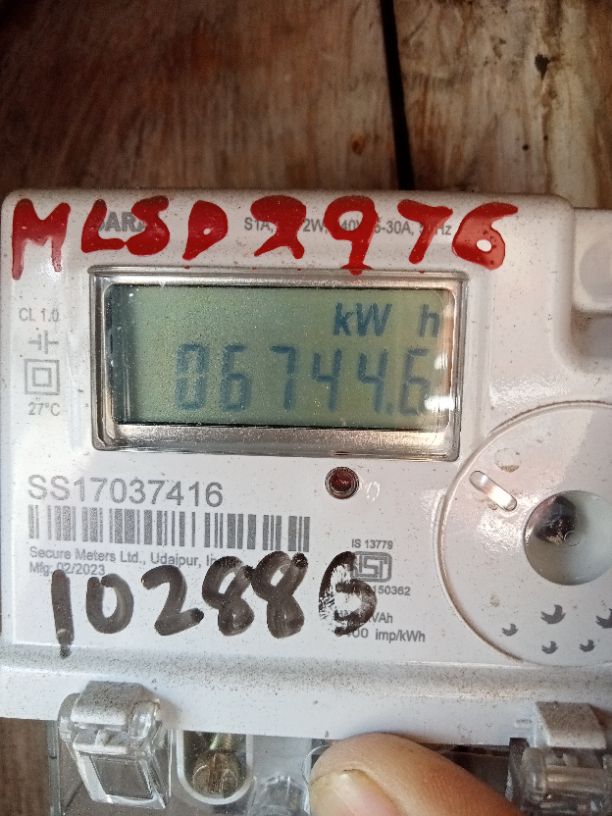 MLSD2976
CL 1.0
27°C
kW h
06744.6
SS17037416
Secure Meters Ltd., Udaipur,
Mfg: 02/2023
IS 13779
102886
imp/kWh